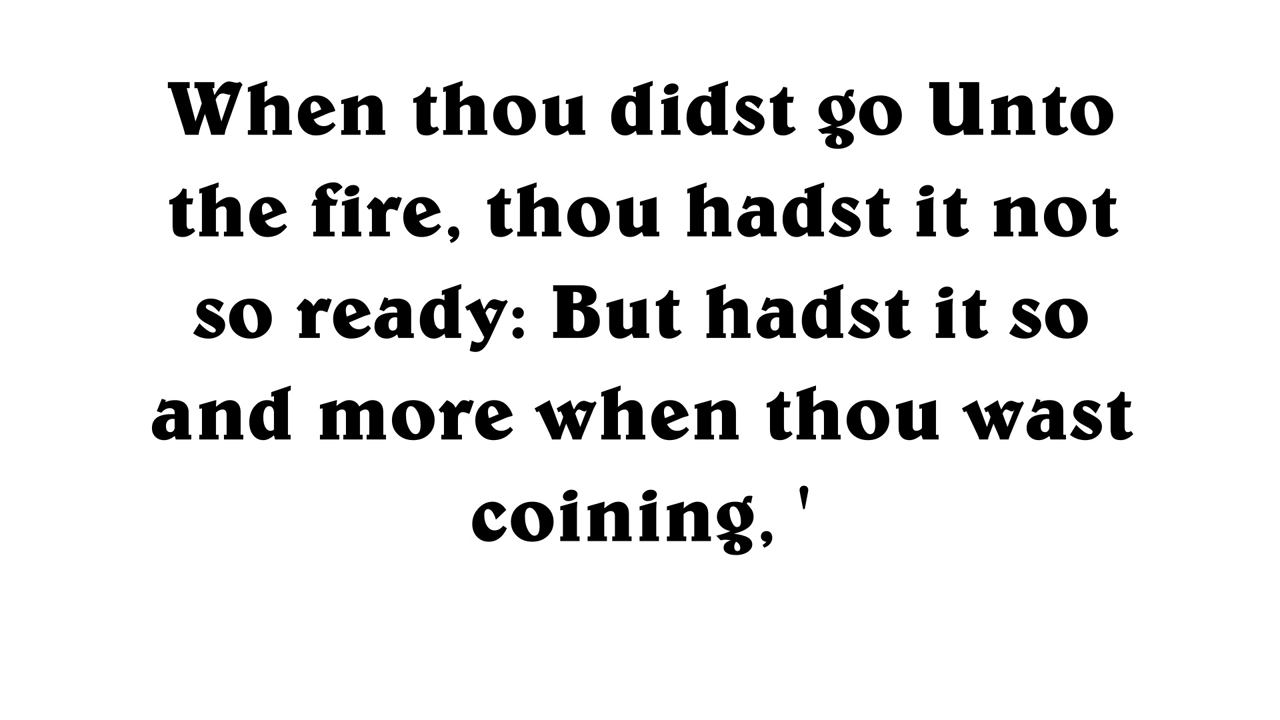 When thou didst go Unto
the fire, thou hadst it not
so ready: But hadst it so
and more when thou wast
coining, '